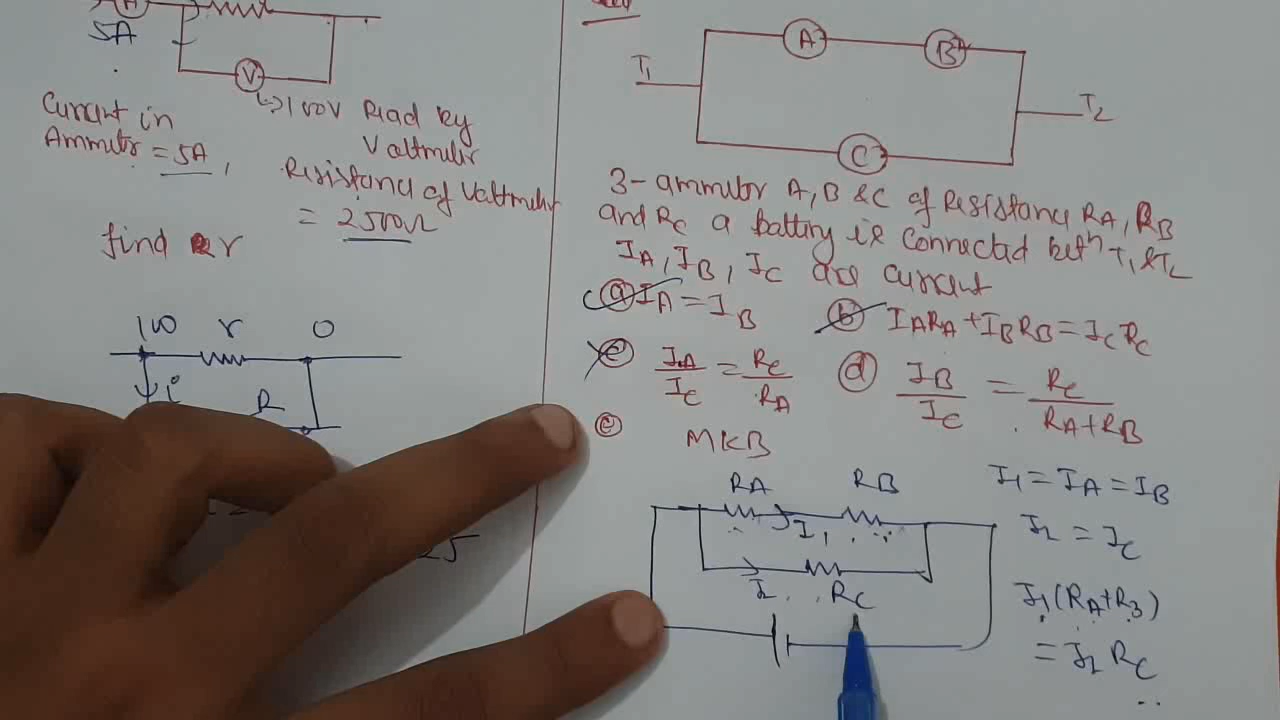 A
5A
V
100V Read by
Voltmeter
Current in
Ammeter = 5A,
Resistance of Voltmeter
= 2500Ω
find r
100 r 0
i
R
25
A B
T1
T2
C
3-ammeter A, B & C of Resistance RA, RB
and RC a battery is connected betn T1 & T2
IA, IB, IC are current
a IA = IB
b IARA + IBRB = ICRC
c IA/IC = RC/RA
d IB/IC = RC/(RA+RB)
e MKB
RA RB
I1
I2 RC
I1 = IA = IB
I2 = IC
I1(RA+RB)
= I2 RC